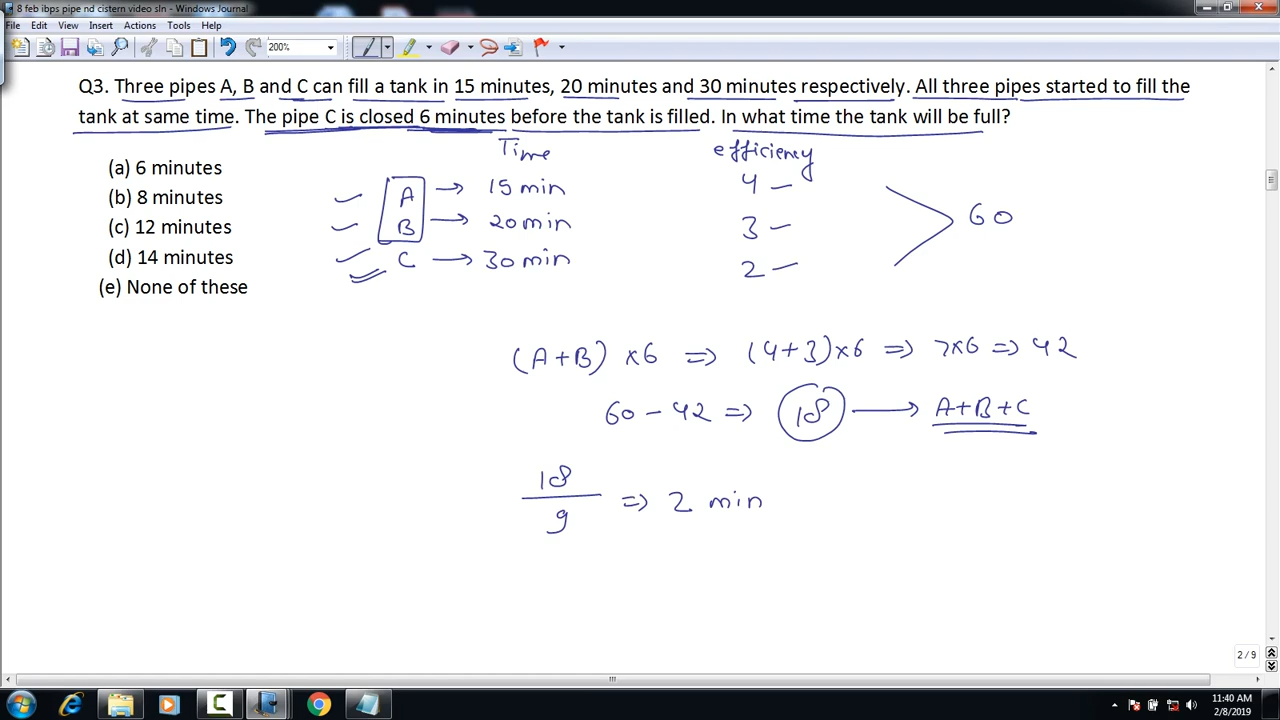 8 feb ibps pipe nd cistern video sln - Windows Journal
File Edit View Insert Actions Tools Help
200%
Q3. Three pipes A, B and C can fill a tank in 15 minutes, 20 minutes and 30 minutes respectively. All three pipes started to fill the
tank at same time. The pipe C is closed 6 minutes before the tank is filled. In what time the tank will be full?
Time efficiency
(a) 6 minutes
(b) 8 minutes
(c) 12 minutes
(d) 14 minutes
(e) None of these
A → 15 min 4
B → 20 min 3 60
C → 30 min 2
(A+B) ×6 ⇒ (4+3)×6 ⇒ 7×6 ⇒ 42
60 - 42 ⇒ 18 → A+B+C
18/9 ⇒ 2 min
2 / 9
11:40 AM
2/8/2019